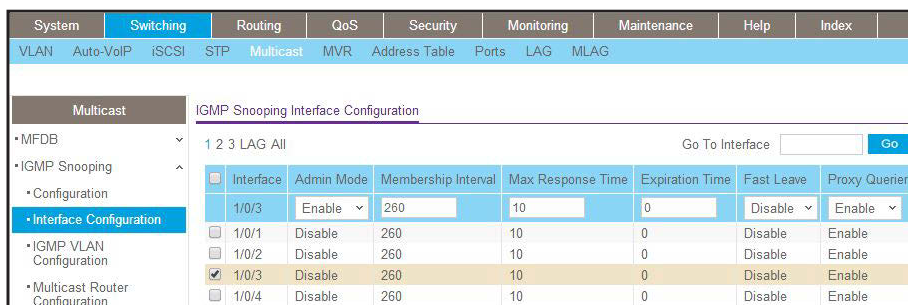 System Switching Routing QoS Security Monitoring Maintenance Help Index
VLAN Auto-VoIP iSCSI STP Multicast MVR Address Table Ports LAG MLAG
Multicast
MFDB
IGMP Snooping
Configuration
Interface Configuration
IGMP VLAN
Configuration
Multicast Router
Configuration
IGMP Snooping Interface Configuration
1 2 3 LAG All Go To Interface Go
Interface Admin Mode Membership Interval Max Response Time Expiration Time Fast Leave Proxy Querier
1/0/3 Enable 260 10 0 Disable Enable
1/0/1 Disable 260 10 0 Disable Enable
1/0/2 Disable 260 10 0 Disable Enable
1/0/3 Disable 260 10 0 Disable Enable
1/0/4 Disable 260 10 0 Disable Enable